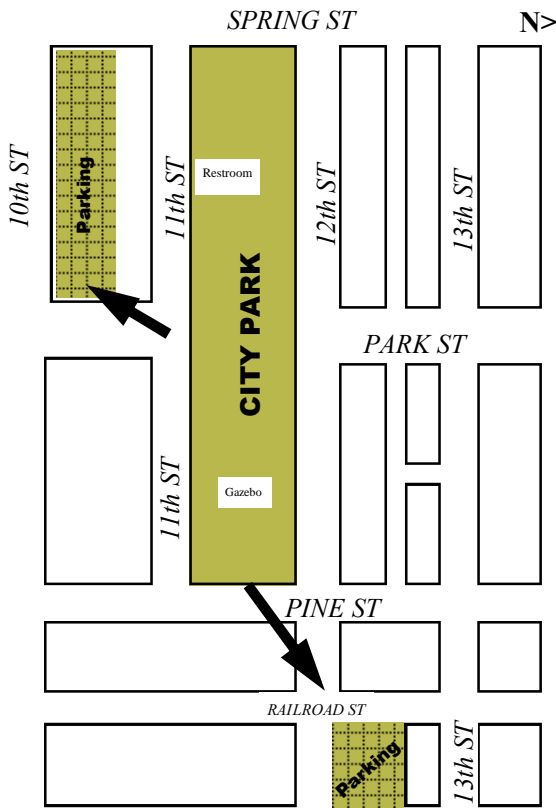 SPRING ST
N>
10th ST
Parking
11th ST
Restroom
12th ST
13th ST
CITY PARK
PARK ST
11th ST
Gazebo
PINE ST
RAILROAD ST
Parking
13th ST